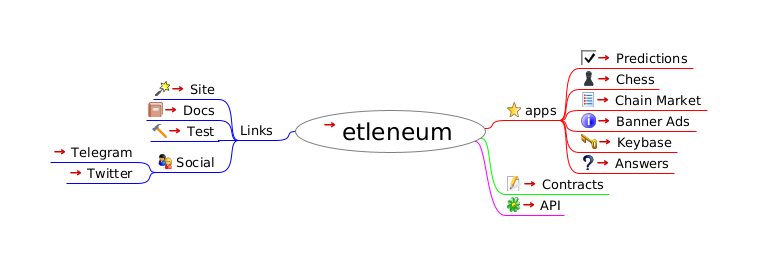 etleneum
Links
Site
Docs
Test
Social
Telegram
Twitter
apps
Predictions
Chess
Chain Market
Banner Ads
Keybase
Answers
Contracts
API